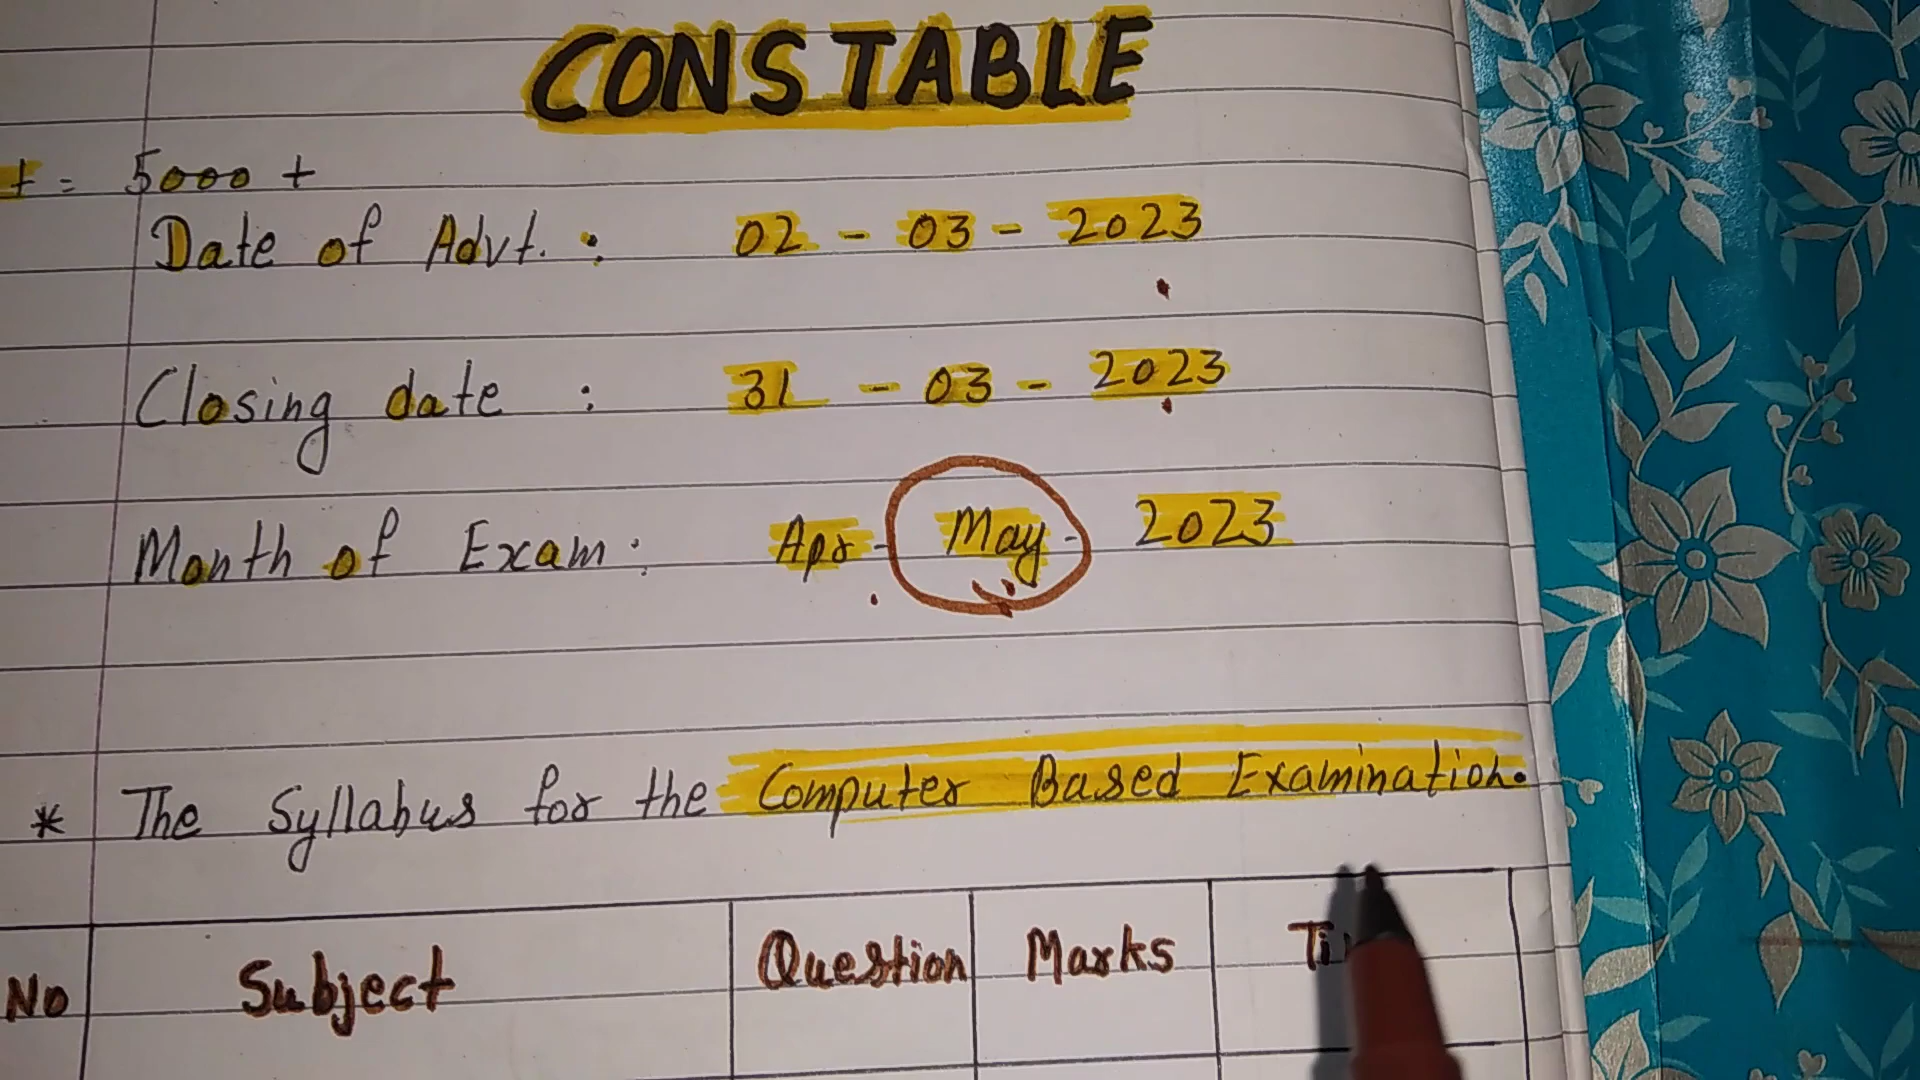 CONSTABLE
t = 5000 +
Date of Advt. : 02 - 03 - 2023
Closing date : 31 - 03 - 2023
Month of Exam : Apr - May - 2023
* The Syllabus for the Computer Based Examination.
No Subject Question Marks